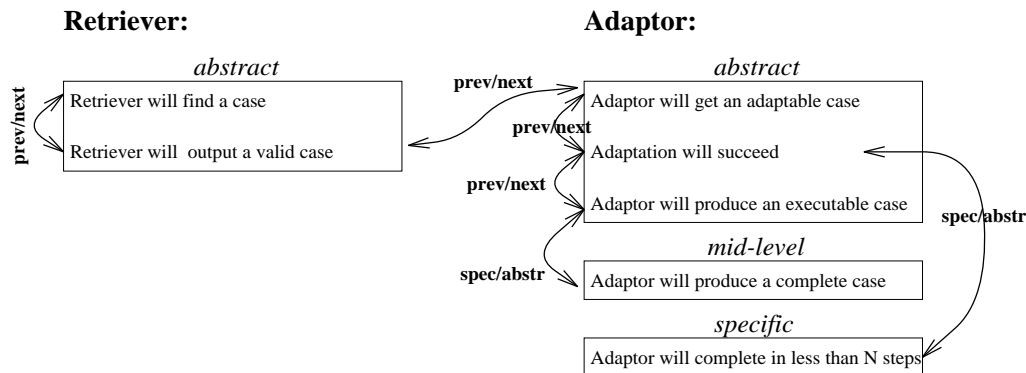 Retriever:
abstract
prev/next
Retriever will find a case
Retriever will output a valid case
prev/next
Adaptor:
abstract
Adaptor will get an adaptable case
prev/next
Adaptation will succeed
prev/next
Adaptor will produce an executable case
spec/abstr
mid-level
spec/abstr
Adaptor will produce a complete case
specific
Adaptor will complete in less than N steps